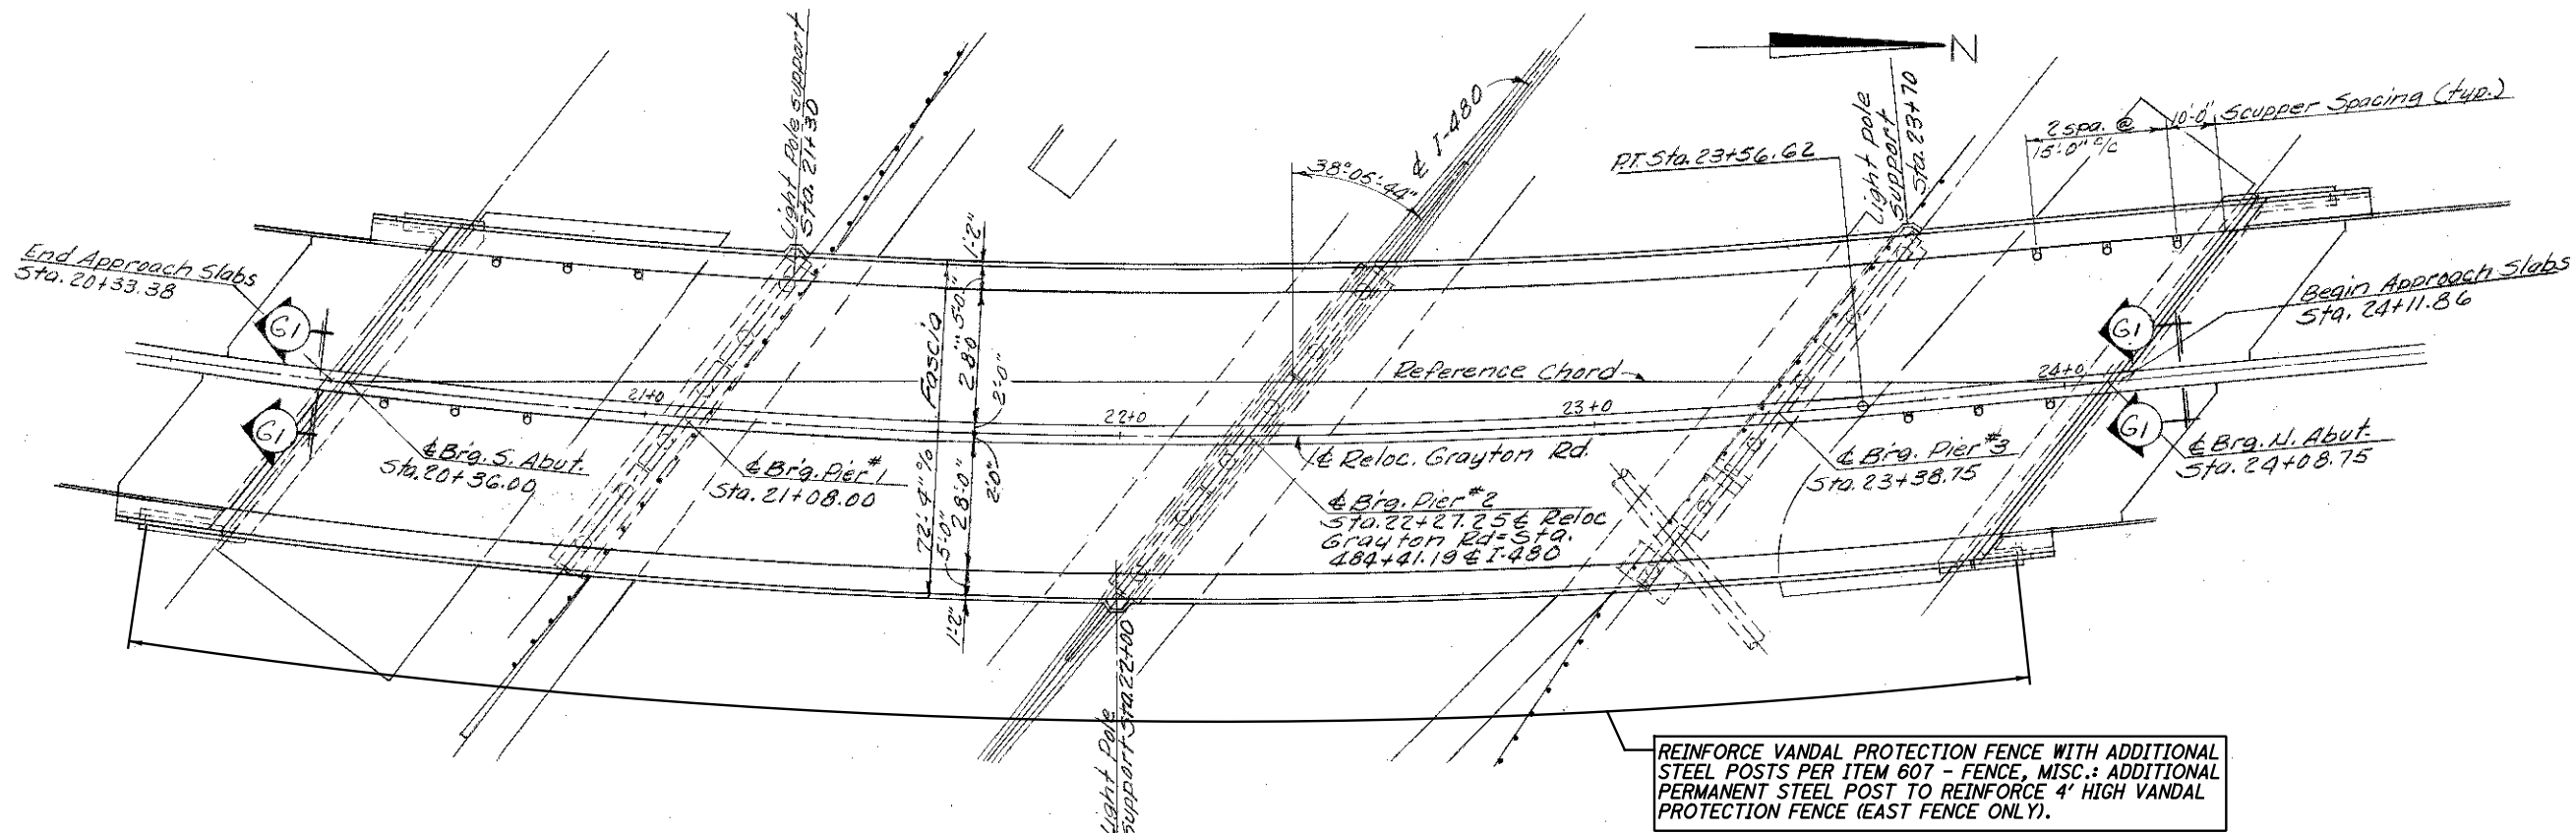 N
Light Pole support
Sta. 21+30
℄ I-480
38°-05'-44"
P.T. Sta. 23+56.62
Light pole
Support
Sta. 23+70
2 spa. @
15'-0" c/c
10'-0"
Scupper Spacing (typ.)
End Approach Slabs
Sta. 20+33.38
Begin Approach Slabs
Sta. 24+11.86
G1
G1
G1
G1
1'-2"
5'-0"
28'-0"
2'-0"
Fascia
72'-4" %
Reference Chord
21+0
22+0
23+0
24+0
℄ Brg. S. Abut.
Sta. 20+36.00
℄ Brg. Pier #1
Sta. 21+08.00
2'-0"
28'-0"
5'-0"
1'-2"
℄ Reloc. Grayton Rd.
℄ Brg. Pier #2
Sta. 22+27.25 ℄ Reloc
Grayton Rd = Sta.
484+41.19 ℄ I-480
℄ Brg. Pier #3
Sta. 23+38.75
℄ Brg. N. Abut.
Sta. 24+08.75
Light Pole
Support Sta. 22+00
REINFORCE VANDAL PROTECTION FENCE WITH ADDITIONAL
STEEL POSTS PER ITEM 607 - FENCE, MISC.: ADDITIONAL
PERMANENT STEEL POST TO REINFORCE 4' HIGH VANDAL
PROTECTION FENCE (EAST FENCE ONLY).